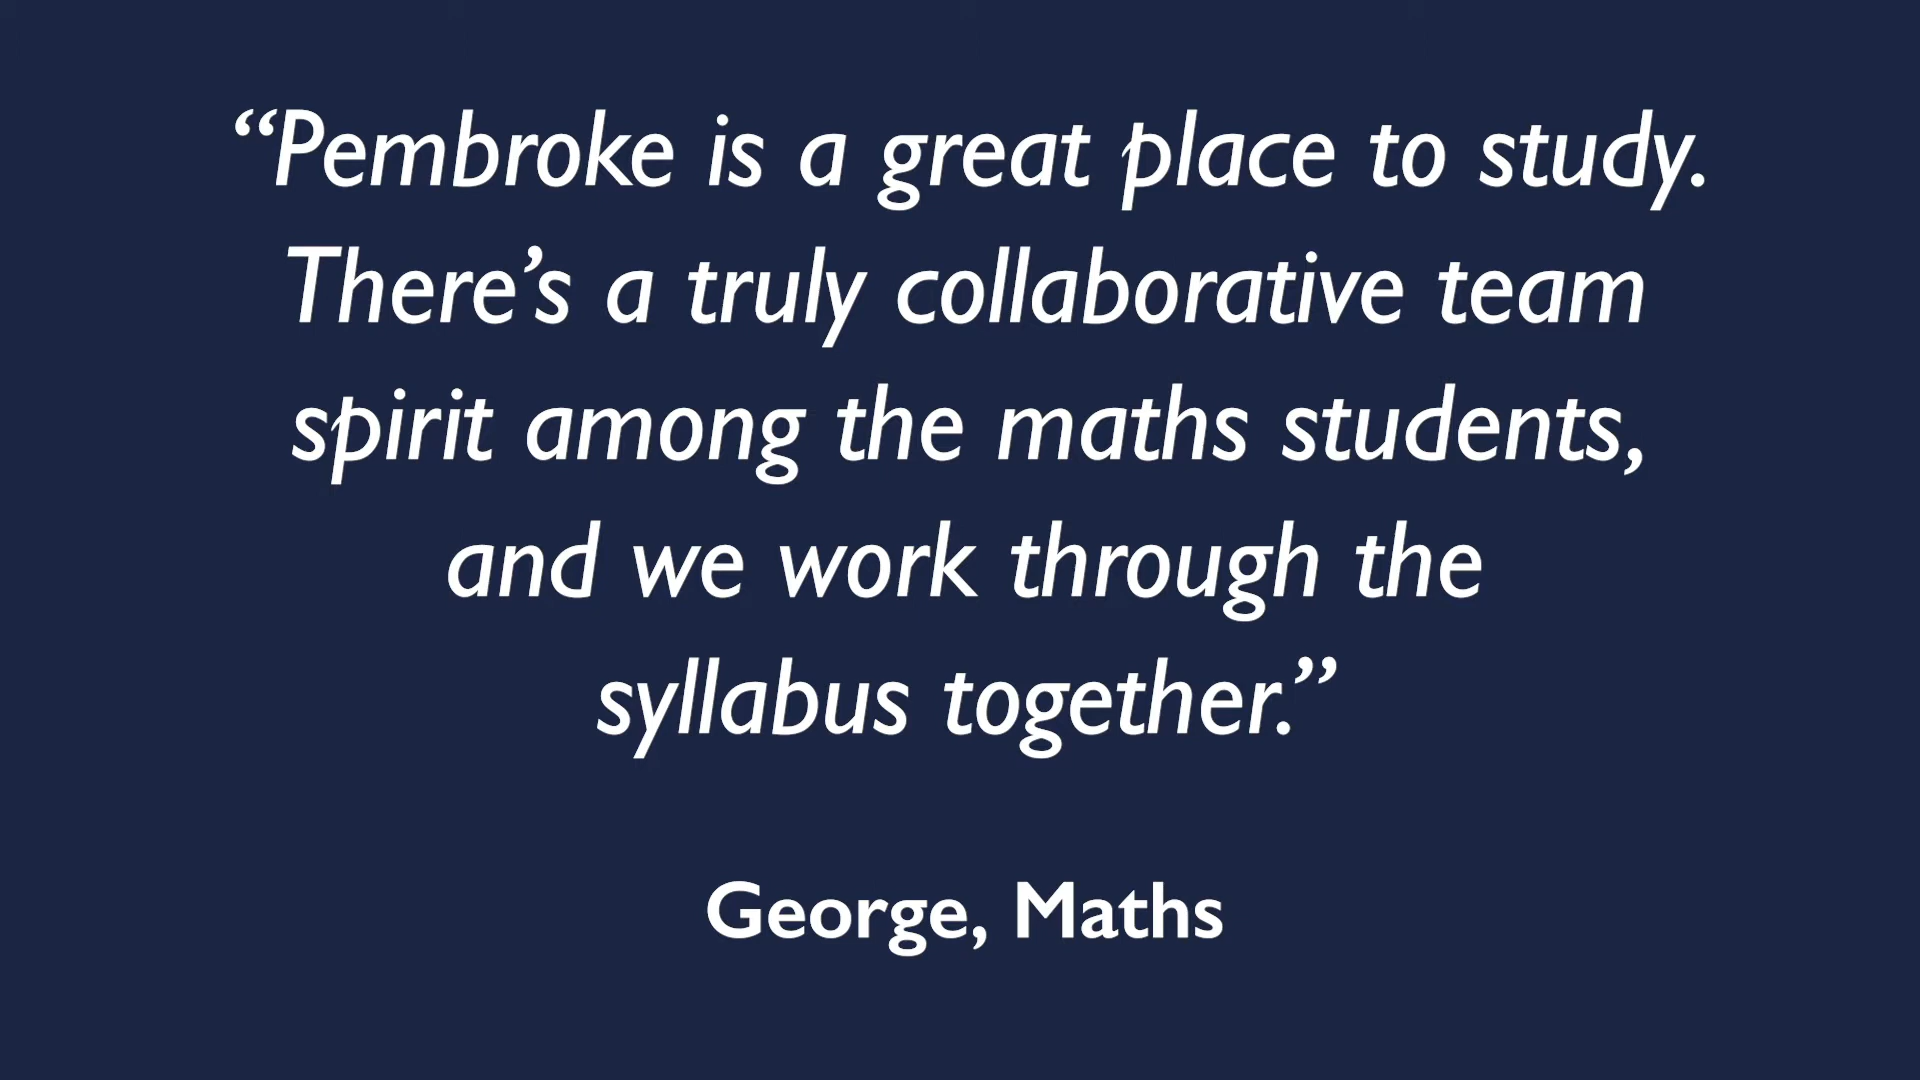 “Pembroke is a great place to study.
There’s a truly collaborative team
spirit among the maths students,
and we work through the
syllabus together.”
George, Maths